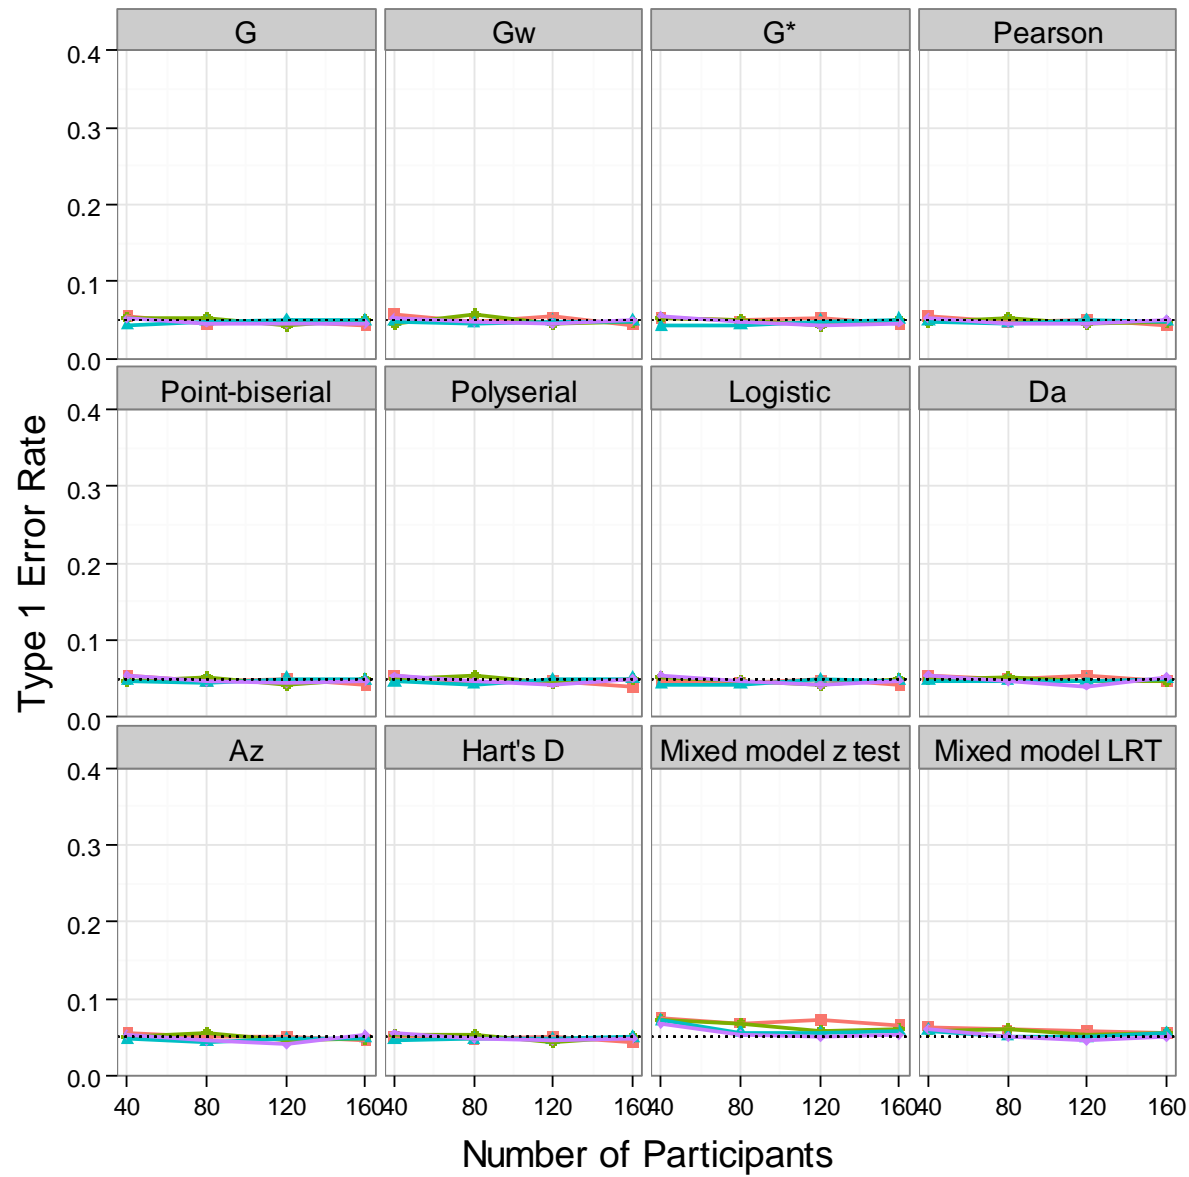 G Gw G* Pearson
0.4
0.3
0.2
0.1
0.0
Point-biserial Polyserial Logistic Da
0.4
0.3
0.2
0.1
0.0
Az Hart's D Mixed model z test Mixed model LRT
0.4
0.3
0.2
0.1
0.0
40 80 120 160 40 80 120 160 40 80 120 160 40 80 120 160
Number of Participants
Type 1 Error Rate